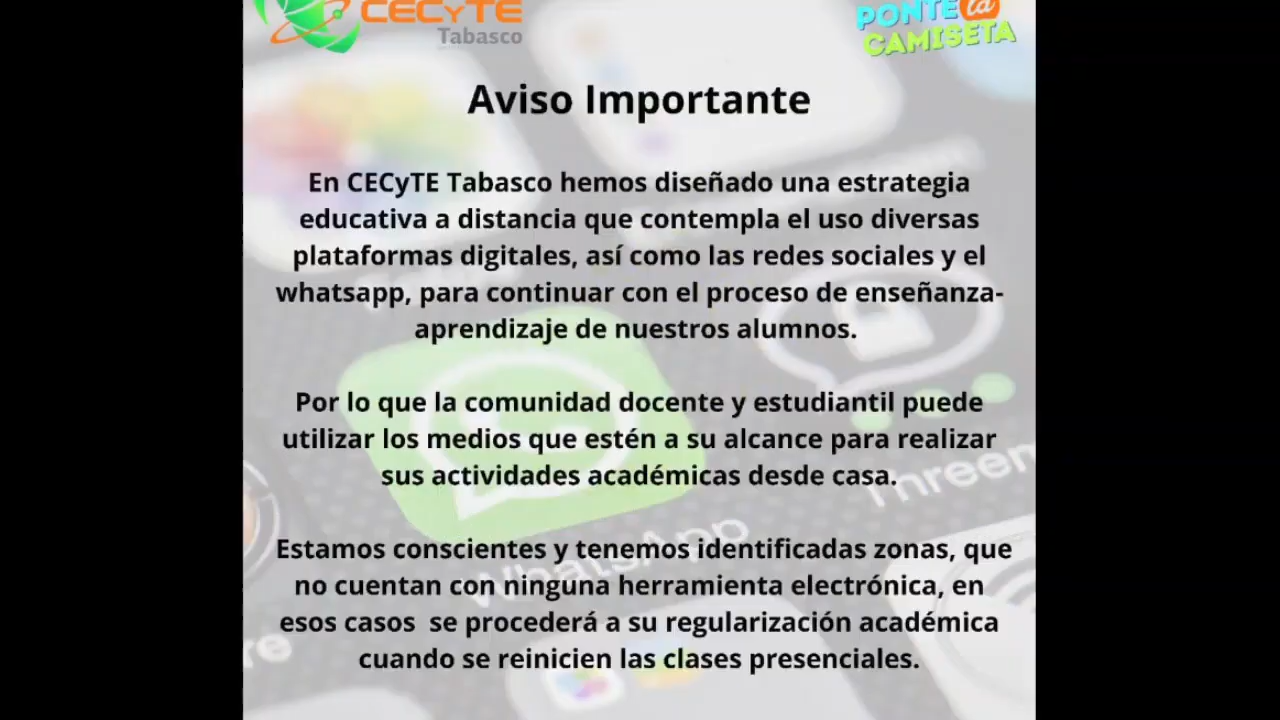 CECyTE
Tabasco
PONTE la
CAMISETA
Aviso Importante
En CECyTE Tabasco hemos diseñado una estrategia
educativa a distancia que contempla el uso diversas
plataformas digitales, así como las redes sociales y el
whatsapp, para continuar con el proceso de enseñanza-
aprendizaje de nuestros alumnos.
Por lo que la comunidad docente y estudiantil puede
utilizar los medios que estén a su alcance para realizar
sus actividades académicas desde casa.
Estamos conscientes y tenemos identificadas zonas, que
no cuentan con ninguna herramienta electrónica, en
esos casos se procederá a su regularización académica
cuando se reinicien las clases presenciales.
WhatsApp
Threem